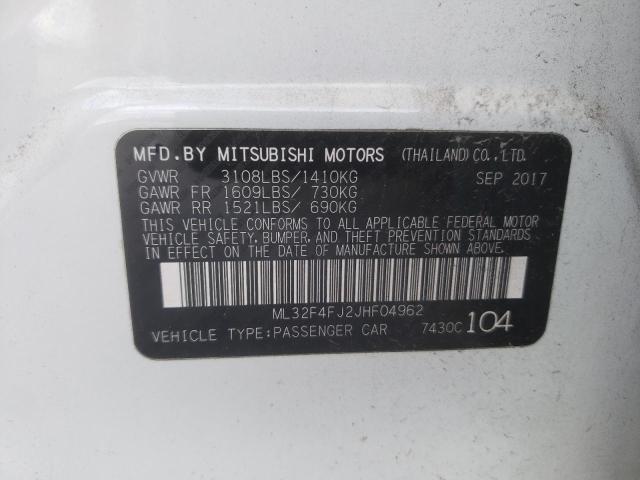 MFD.BY MITSUBISHI MOTORS (THAILAND) CO.,LTD.
GVWR 3108LBS/1410KG SEP 2017
GAWR FR 1609LBS/ 730KG
GAWR RR 1521LBS/ 690KG
THIS VEHICLE CONFORMS TO ALL APPLICABLE FEDERAL MOTOR
VEHICLE SAFETY, BUMPER, AND THEFT PREVENTION STANDARDS
IN EFFECT ON THE DATE OF MANUFACTURE SHOWN ABOVE.
ML32F4FJ2JHF04962
VEHICLE TYPE:PASSENGER CAR 7430C 104